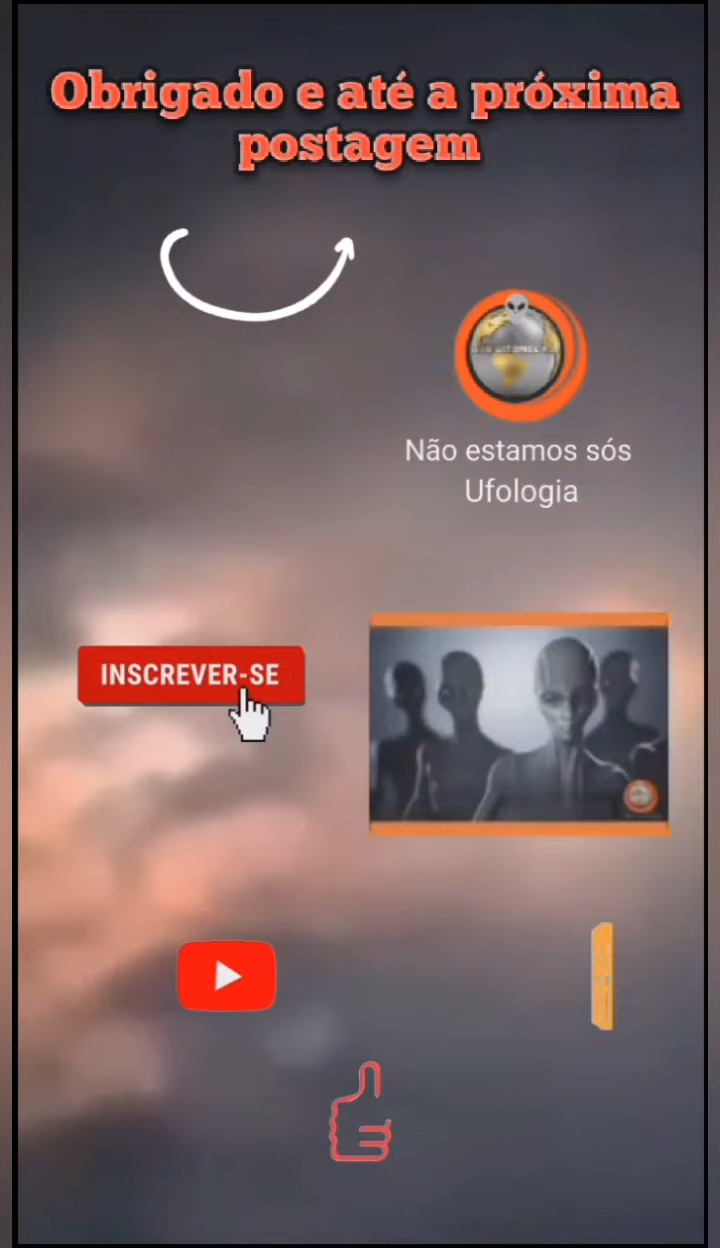 Obrigado e até a próxima
postagem
Não estamos sós
Ufologia
INSCREVER-SE